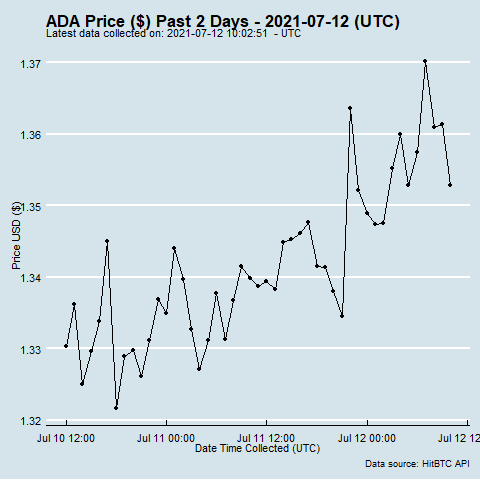 ADA Price ($) Past 2 Days - 2021-07-12 (UTC)
Latest data collected on: 2021-07-12 10:02:51  - UTC
1.37
1.36
1.35
1.34
1.33
1.32
Price USD ($)
Jul 10 12:00
Jul 11 00:00
Jul 11 12:00
Jul 12 00:00
Jul 12 12
Date Time Collected (UTC)
Data source: HitBTC API